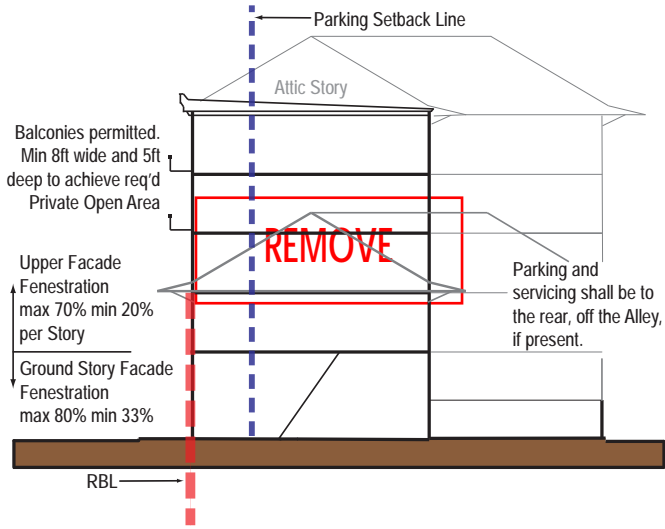 Parking Setback Line
Attic Story
Balconies permitted.
Min 8ft wide and 5ft
deep to achieve req'd
Private Open Area
REMOVE
Upper Facade
Fenestration
max 70% min 20%
per Story
Parking and
servicing shall be to
the rear, off the Alley,
if present.
Ground Story Facade
Fenestration
max 80% min 33%
RBL